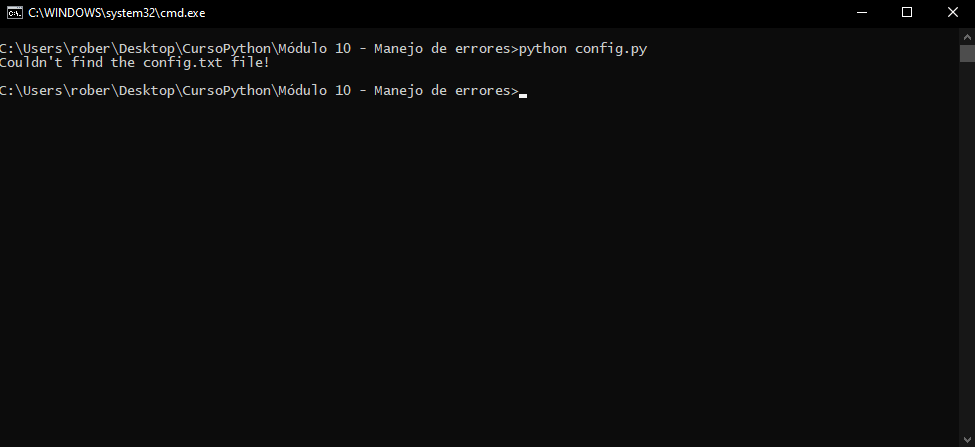 C:\WINDOWS\system32\cmd.exe
C:\Users\rober\Desktop\CursoPython\Módulo 10 - Manejo de errores>python config.py
Couldn't find the config.txt file!
C:\Users\rober\Desktop\CursoPython\Módulo 10 - Manejo de errores>